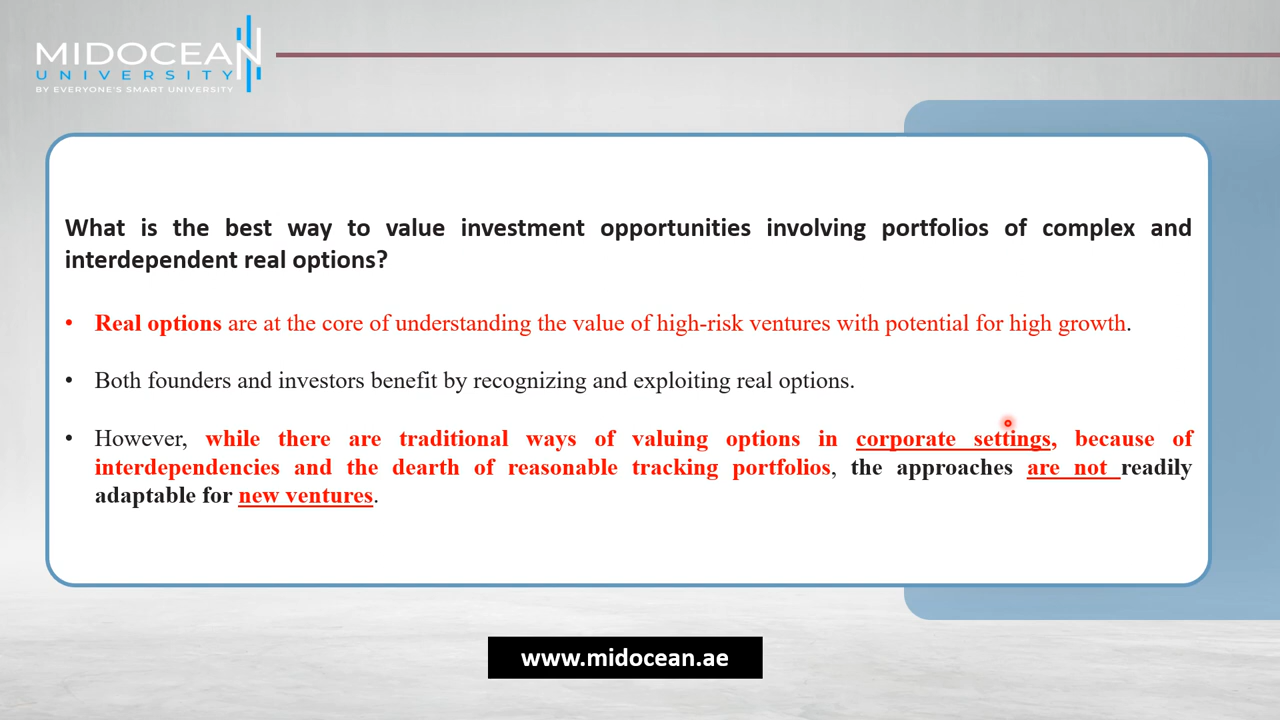 MIDOCEAN
UNIVERSITY
BY EVERYONE'S SMART UNIVERSITY
What is the best way to value investment opportunities involving portfolios of complex and
interdependent real options?
• Real options are at the core of understanding the value of high-risk ventures with potential for high growth.
• Both founders and investors benefit by recognizing and exploiting real options.
• However, while there are traditional ways of valuing options in corporate settings, because of
interdependencies and the dearth of reasonable tracking portfolios, the approaches are not readily
adaptable for new ventures.
www.midocean.ae